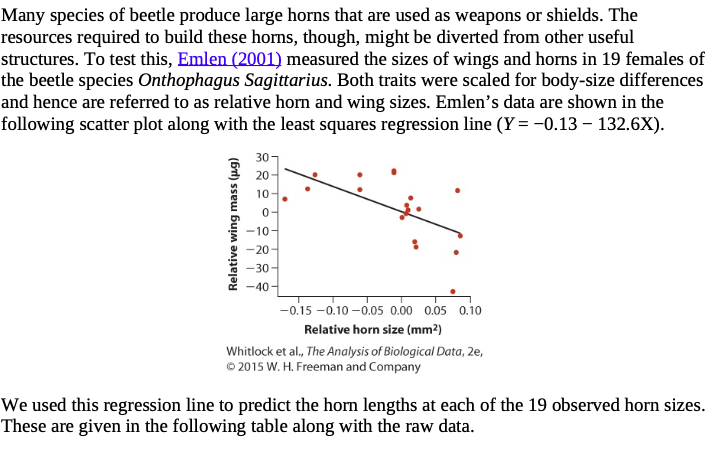 Many species of beetle produce large horns that are used as weapons or shields. The
resources required to build these horns, though, might be diverted from other useful
structures. To test this, Emlen (2001) measured the sizes of wings and horns in 19 females of
the beetle species Onthophagus Sagittarius. Both traits were scaled for body-size differences
and hence are referred to as relative horn and wing sizes. Emlen's data are shown in the
following scatter plot along with the least squares regression line (Y = −0.13 − 132.6X).
Relative wing mass (μg)
30
20
10
0
−10
−20
−30
−40
−0.15 −0.10 −0.05 0.00 0.05 0.10
Relative horn size (mm²)
Whitlock et al., The Analysis of Biological Data, 2e,
© 2015 W. H. Freeman and Company
We used this regression line to predict the horn lengths at each of the 19 observed horn sizes.
These are given in the following table along with the raw data.